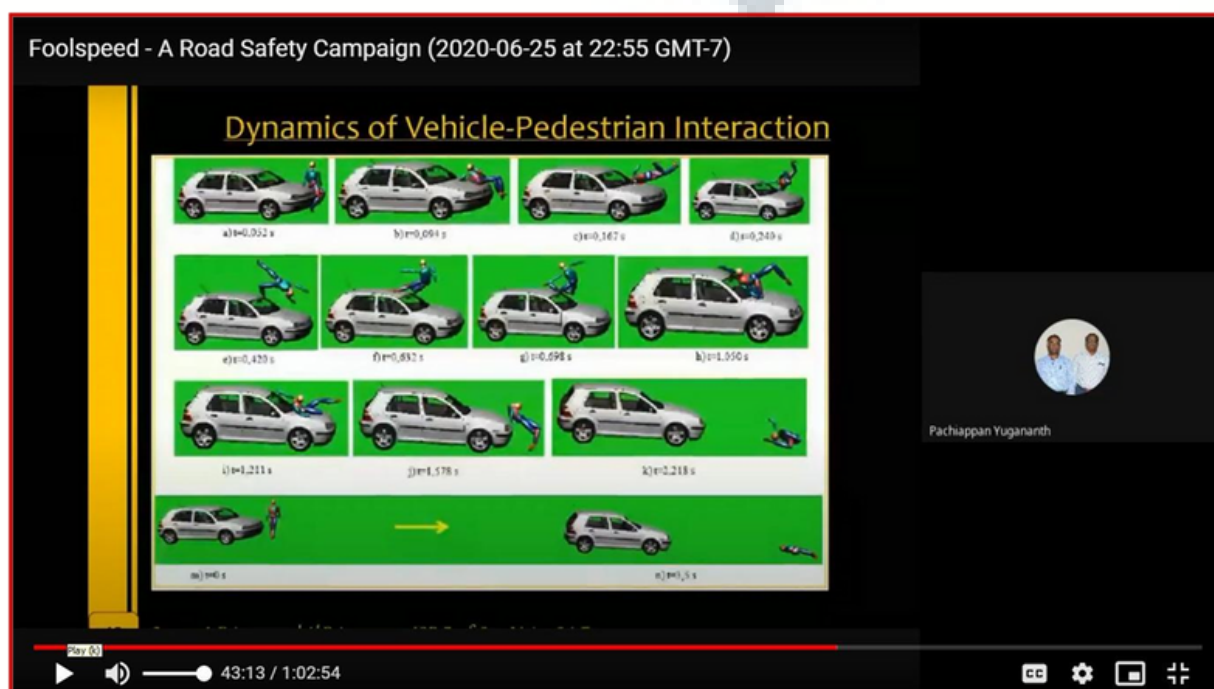 Foolspeed - A Road Safety Campaign (2020-06-25 at 22:55 GMT-7)
Dynamics of Vehicle-Pedestrian Interaction
a) t=0,052 s
b) t=0,094 s
c) t=0,167 s
d) t=0,240 s
e) t=0,420 s
f) t=0,632 s
g) t=0,698 s
h) t=1,050 s
i) t=1,211 s
j) t=1,578 s
k) t=2,218 s
m) t=0 s
n) t=3,5 s
Pachiappan Yugananth
Play (k)
43:13 / 1:02:54
CC